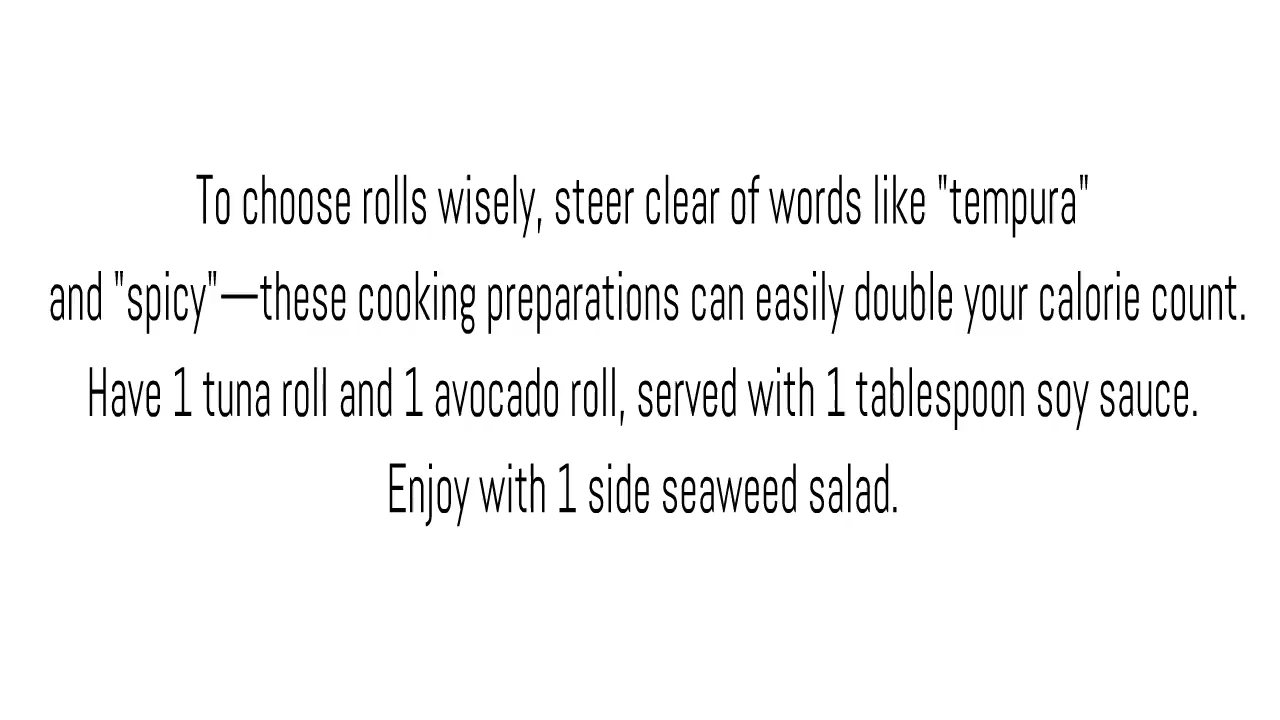 To choose rolls wisely, steer clear of words like "tempura"
and "spicy"—these cooking preparations can easily double your calorie count.
Have 1 tuna roll and 1 avocado roll, served with 1 tablespoon soy sauce.
Enjoy with 1 side seaweed salad.